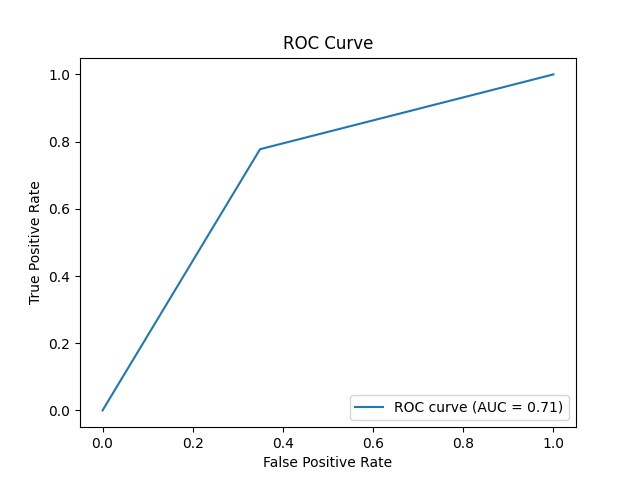 ROC Curve
True Positive Rate
1.0
0.8
0.6
0.4
0.2
0.0
0.0 0.2 0.4 0.6 0.8 1.0
False Positive Rate
ROC curve (AUC = 0.71)